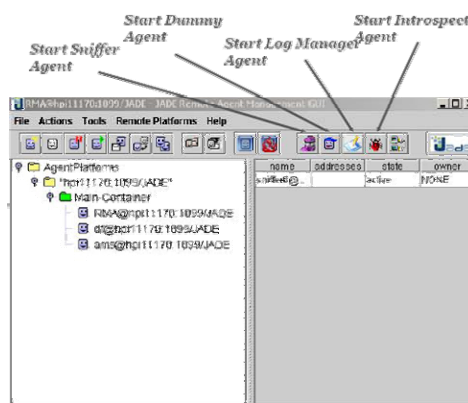 Start Dummy Agent
Start Introspect Agent
Start Sniffer Agent
Start Log Manager Agent
RMA@hpi11170:1099/JADE - JADE Remote Agent Management GUI
File Actions Tools Remote Platforms Help
AgentPlatforms
"hpi11170:1099/JADE"
Main-Container
RMA@hpi11170:1099/JADE
df@hpi11170:1099/JADE
ams@hpi11170:1099/JADE
name addresses state owner
active NONE